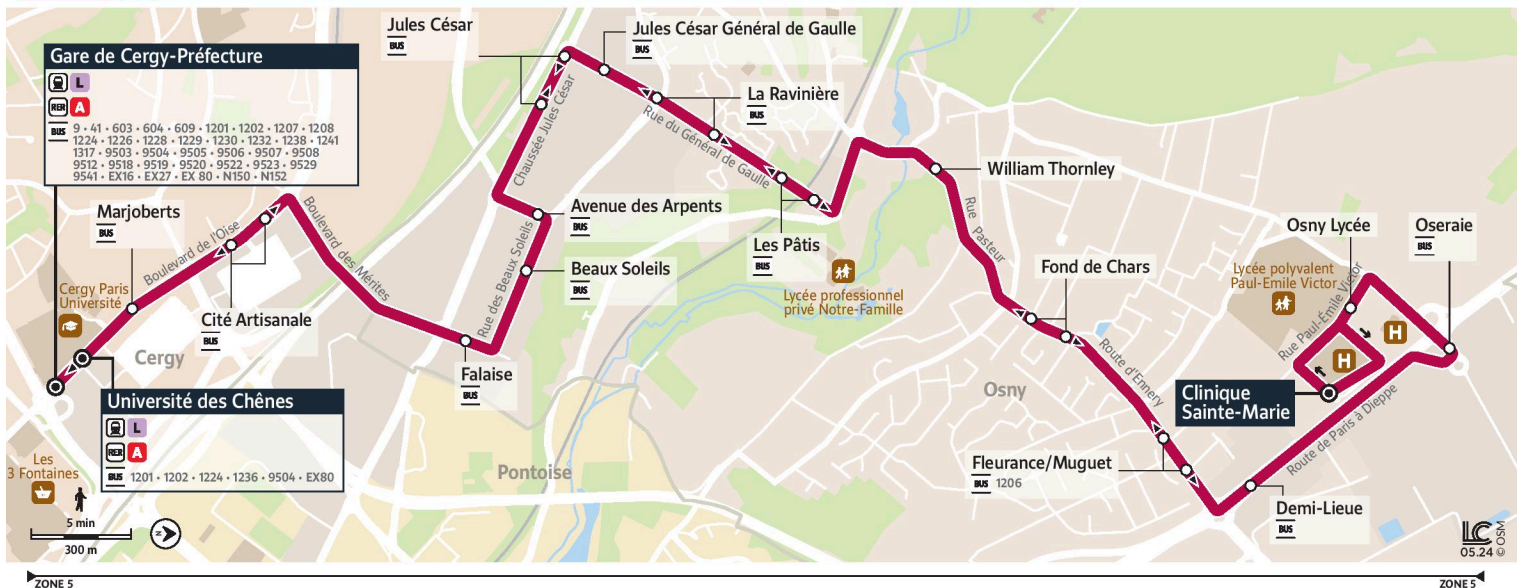 Gare de Cergy-Préfecture
L
RER A
BUS 9 • 41 • 603 • 604 • 609 • 1201 • 1202 • 1207 • 1208
1224 • 1226 • 1228 • 1229 • 1230 • 1232 • 1238 • 1241
1317 • 9503 • 9504 • 9505 • 9506 • 9507 • 9508
9512 • 9518 • 9519 • 9520 • 9522 • 9523 • 9529
9541 • EX16 • EX27 • EX 80 • N150 • N152
Jules César
BUS
Jules César Général de Gaulle
BUS
La Ravinière
BUS
Chaussée Jules César
Rue du Général de Gaulle
William Thornley
Marjoberts
BUS
Boulevard de l'Oise
Boulevard des Mérites
Avenue des Arpents
BUS
Rue des Beaux Soleils
Beaux Soleils
BUS
Les Pâtis
BUS
Rue Pasteur
Osny Lycée
Oseraie
BUS
Cergy Paris
Université
Cité Artisanale
BUS
Cergy
Lycée professionnel
privé Notre-Famille
Fond de Chars
Lycée polyvalent
Paul-Emile Victor
Rue Paul-Émile Victor
H
H
Falaise
BUS
Université des Chênes
L
RER A
BUS 1201 • 1202 • 1224 • 1236 • 9504 • EX80
Osny
Route d'Ennery
Clinique
Sainte-Marie
Route de Paris à Dieppe
Les
3 Fontaines
Pontoise
Fleurance/Muguet
BUS 1206
Demi-Lieue
BUS
5 min
300 m
N
LC
05.24 © OSM
ZONE 5
ZONE 5